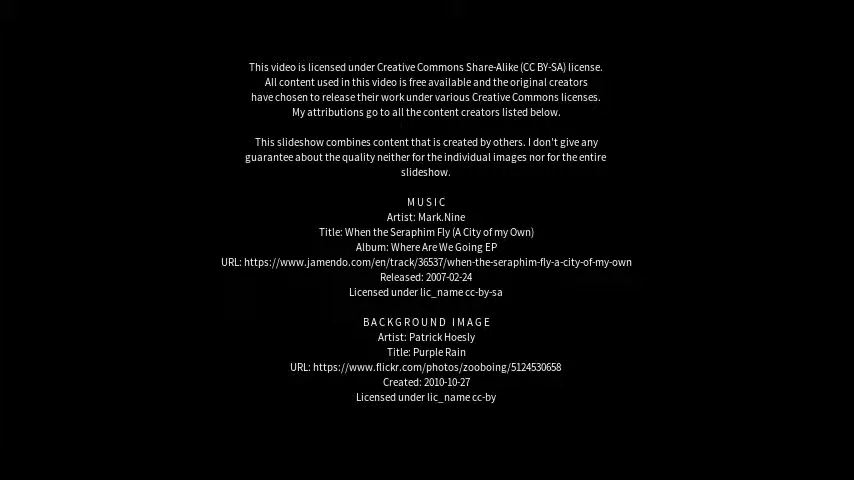 This video is licensed under Creative Commons Share-Alike (CC BY-SA) license.
All content used in this video is free available and the original creators
have chosen to release their work under various Creative Commons licenses.
My attributions go to all the content creators listed below.
This slideshow combines content that is created by others. I don't give any
guarantee about the quality neither for the individual images nor for the entire
slideshow.
MUSIC
Artist: Mark.Nine
Title: When the Seraphim Fly (A City of my Own)
Album: Where Are We Going EP
URL: https://www.jamendo.com/en/track/36537/when-the-seraphim-fly-a-city-of-my-own
Released: 2007-02-24
Licensed under lic_name cc-by-sa
BACKGROUND IMAGE
Artist: Patrick Hoesly
Title: Purple Rain
URL: https://www.flickr.com/photos/zooboing/5124530658
Created: 2010-10-27
Licensed under lic_name cc-by